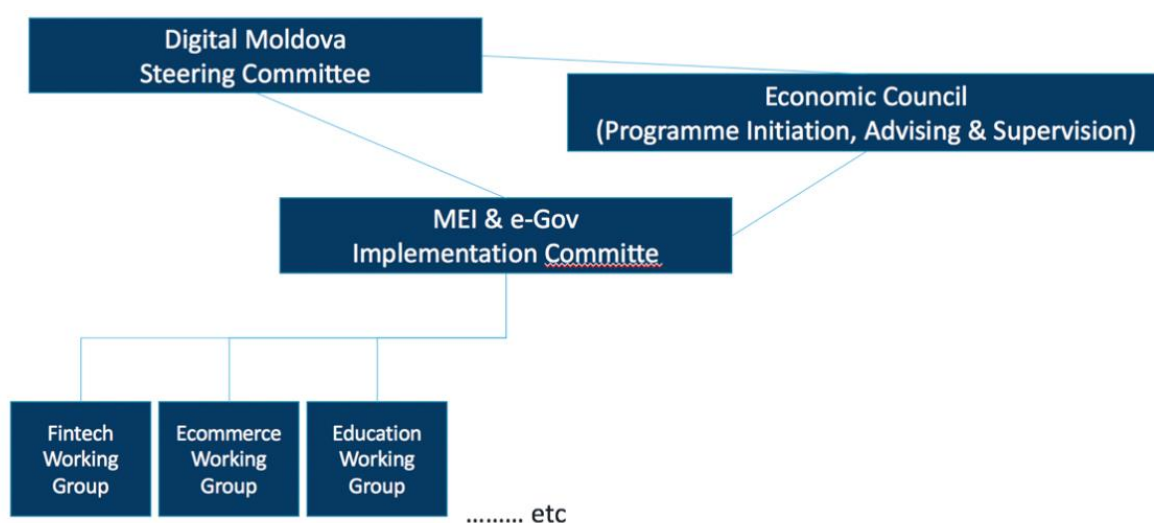 Digital Moldova
Steering Committee
Economic Council
(Programme Initiation, Advising & Supervision)
MEI & e-Gov
Implementation Committe
Fintech
Working
Group
Ecommerce
Working
Group
Education
Working
Group
......... etc